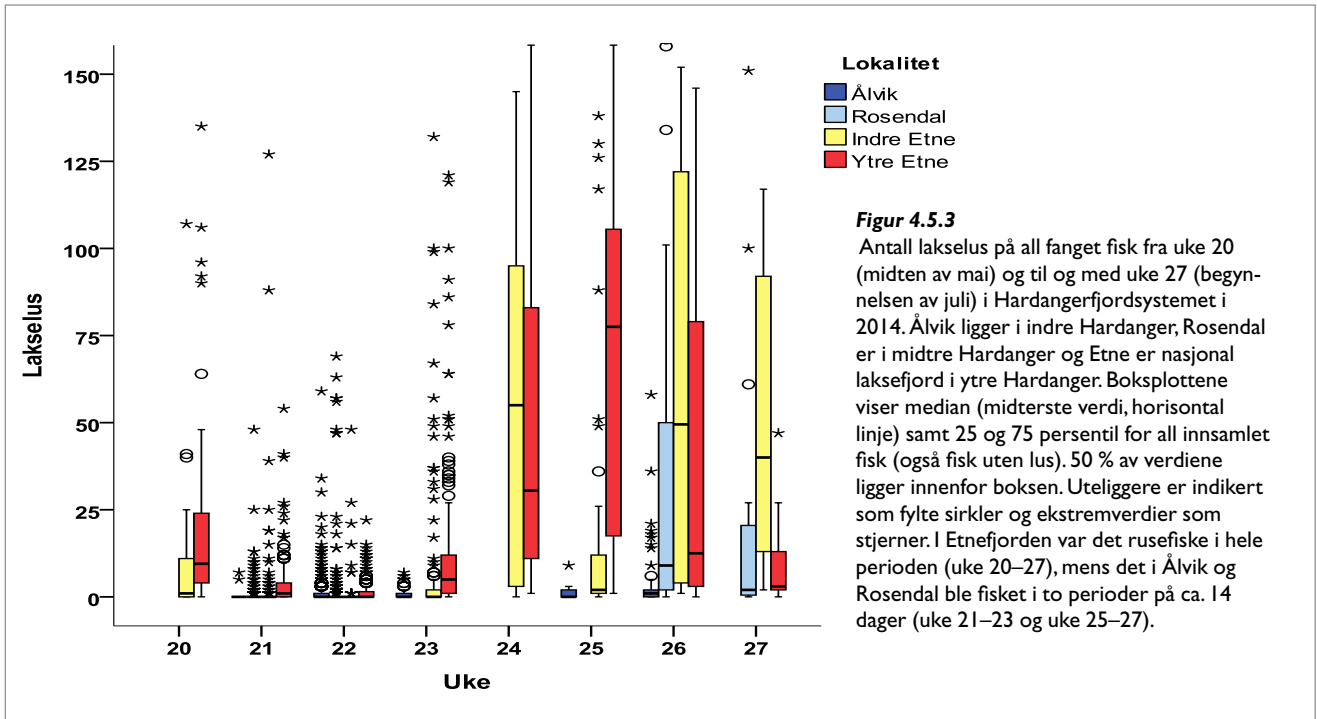 150
125
100
75
50
25
0
Lakselus
20 21 22 23 24 25 26 27
Uke
Lokalitet
Ålvik
Rosendal
Indre Etne
Ytre Etne
Figur 4.5.3
Antall lakselus på all fanget fisk fra uke 20
(midten av mai) og til og med uke 27 (begyn-
nelsen av juli) i Hardangerfjordsystemet i
2014. Ålvik ligger i indre Hardanger, Rosendal
er i midtre Hardanger og Etne er nasjonal
laksefjord i ytre Hardanger. Boksplottene
viser median (midterste verdi, horisontal
linje) samt 25 og 75 persentil for all innsamlet
fisk (også fisk uten lus). 50 % av verdiene
ligger innenfor boksen. Uteliggere er indikert
som fylte sirkler og ekstremverdier som
stjerner. I Etnefjorden var det rusefiske i hele
perioden (uke 20–27), mens det i Ålvik og
Rosendal ble fisket i to perioder på ca. 14
dager (uke 21–23 og uke 25–27).